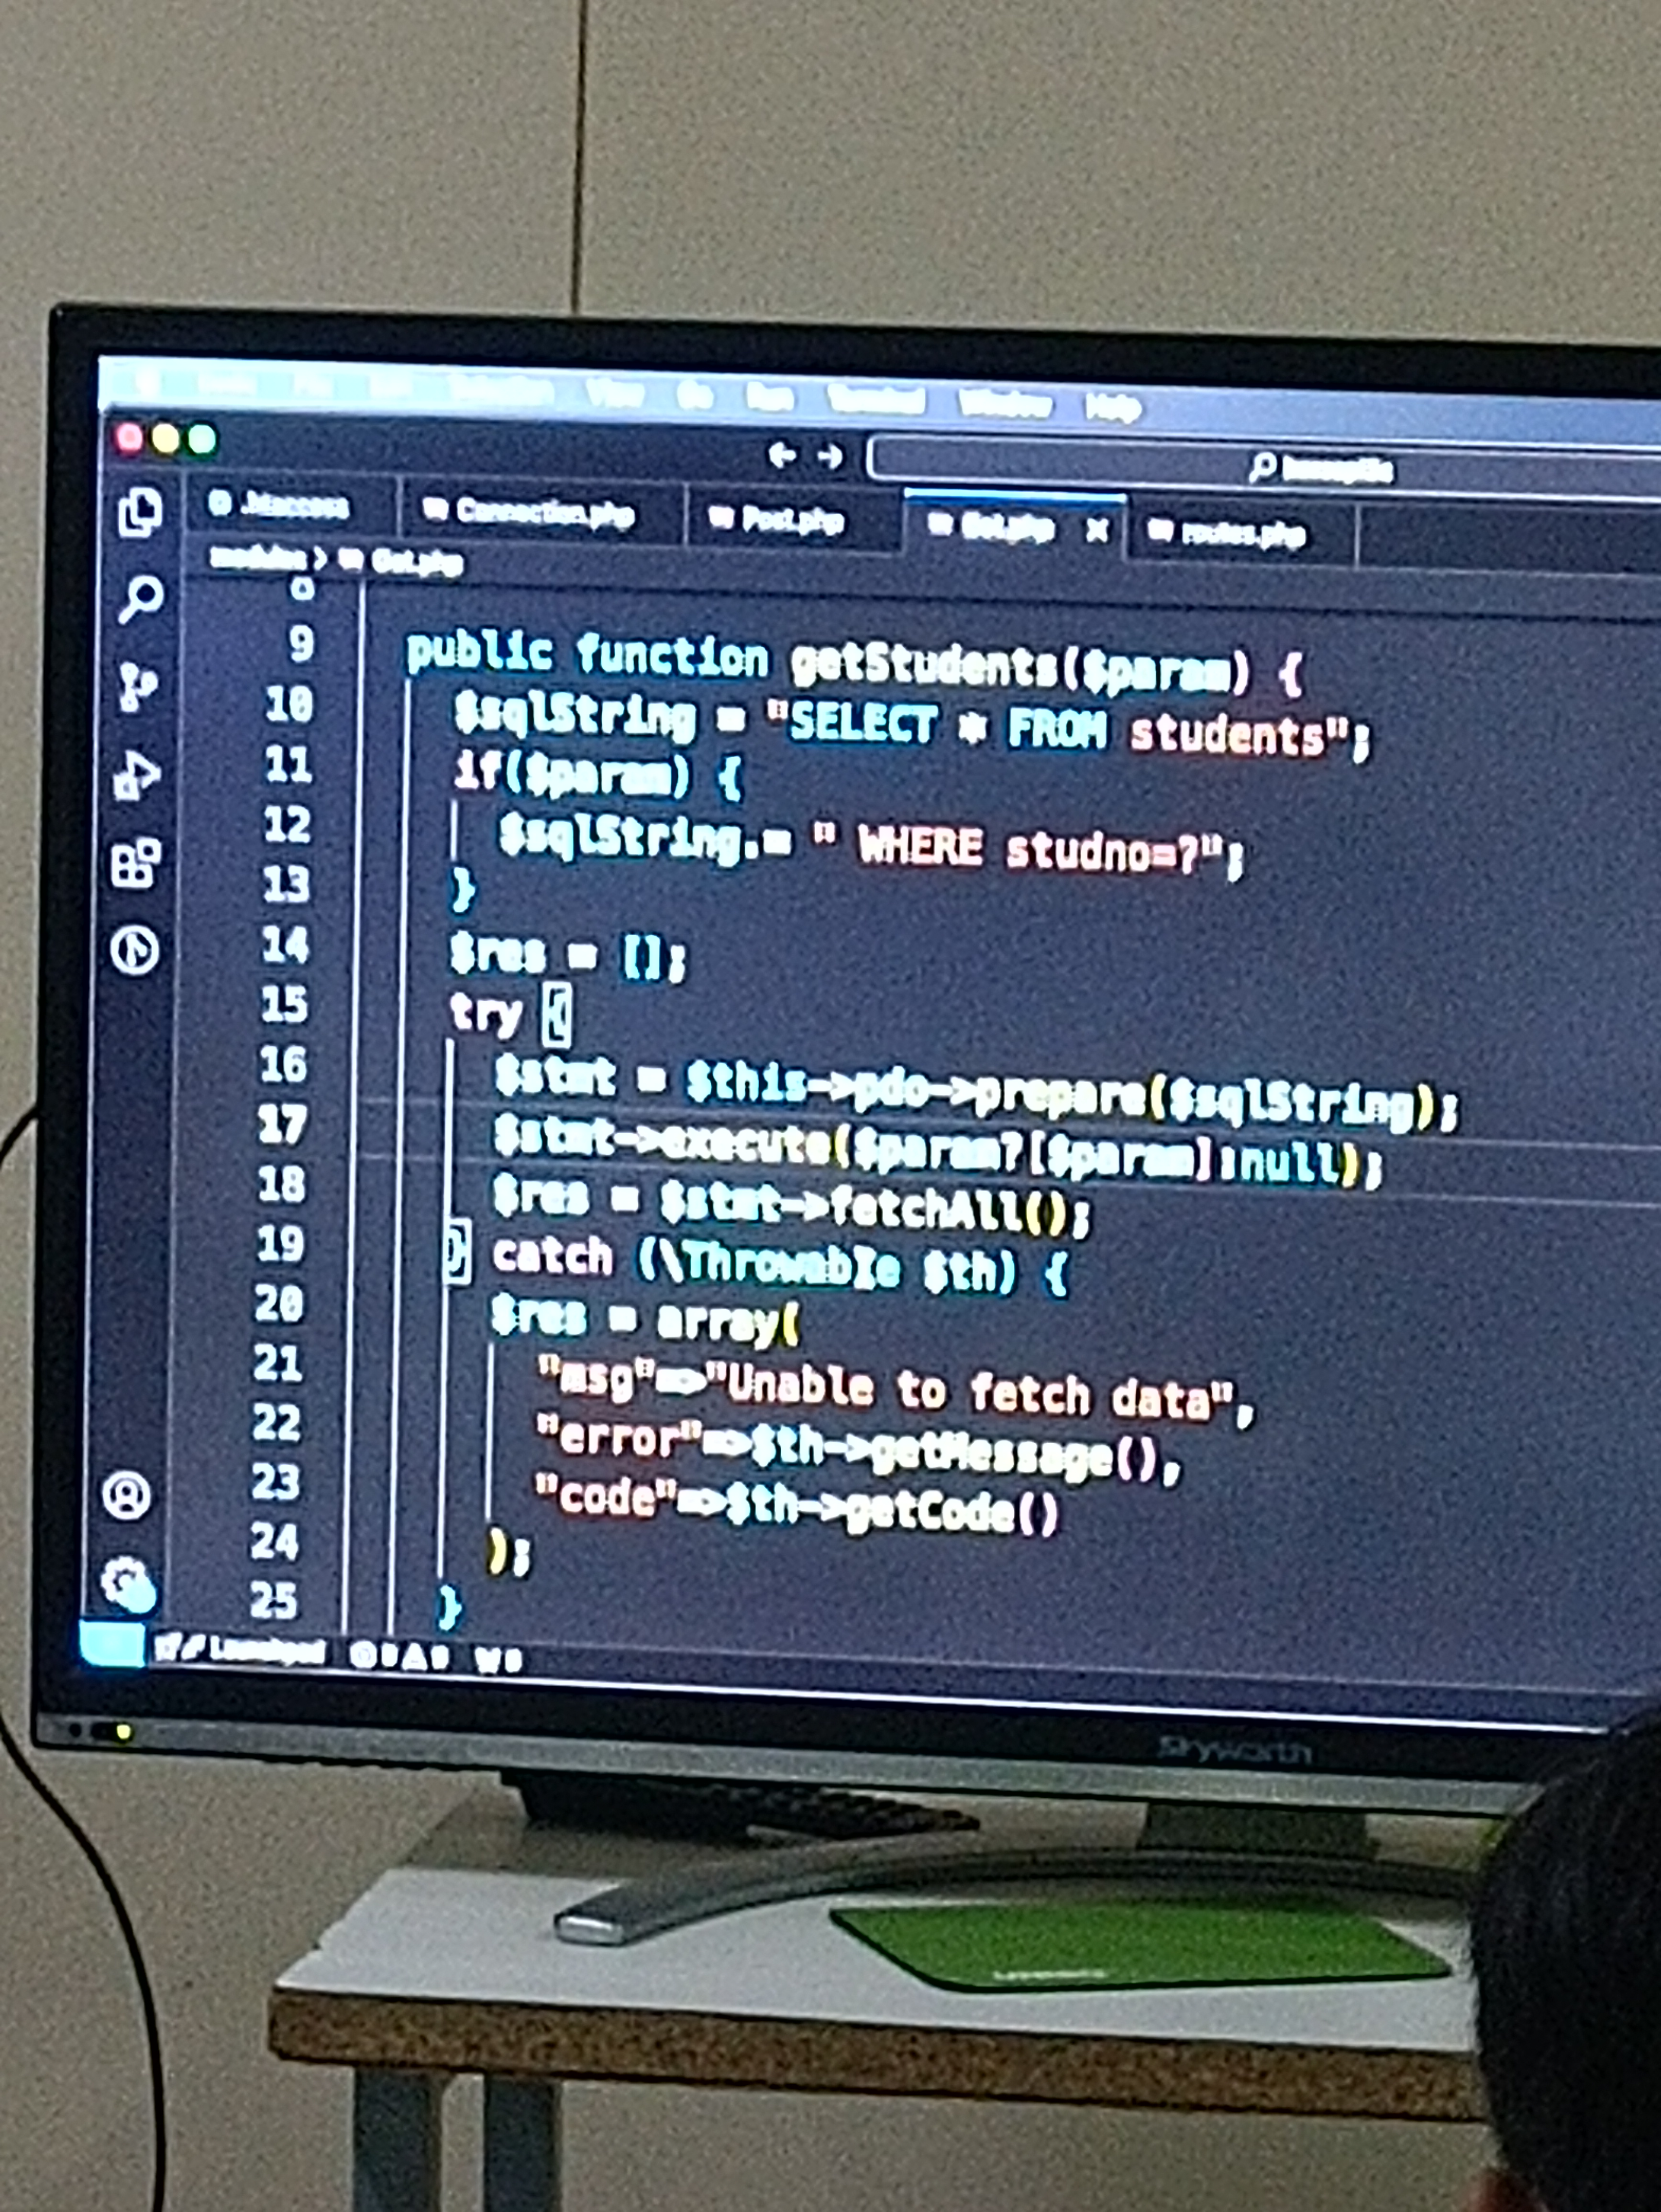 View Go Run Terminal Window Help
.htaccess Connection.php Post.php Get.php routes.php
modules > Get.php
9 public function getStudents($param) {
10 $sqlString = "SELECT * FROM students";
11 if($param) {
12 $sqlString.= " WHERE studno=?";
13 }
14 $res = [];
15 try {
16 $stmt = $this->pdo->prepare($sqlString);
17 $stmt->execute($param?[$param]:null);
18 $res = $stmt->fetchAll();
19 } catch (\Throwable $th) {
20 $res = array(
21 "msg"=>"Unable to fetch data",
22 "error"=>$th->getMessage(),
23 "code"=>$th->getCode()
24 );
25 }
Launchpad
Skyworth